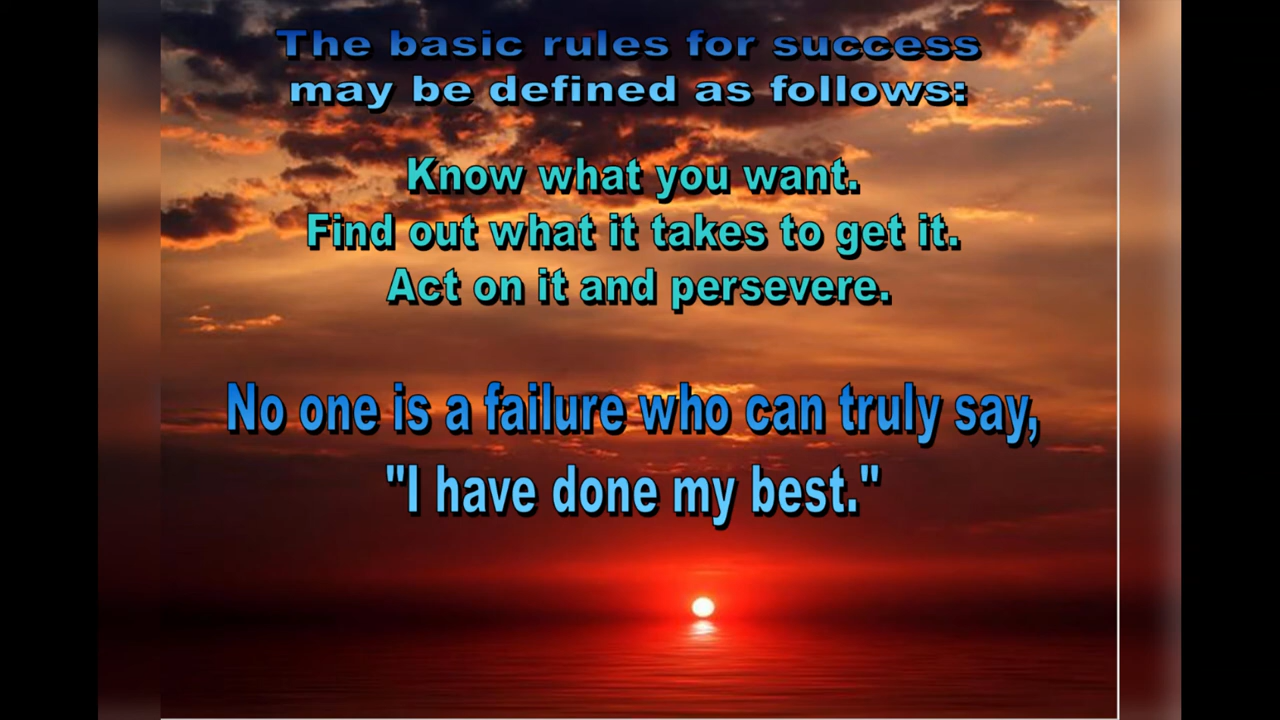 The basic rules for success
may be defined as follows:
Know what you want.
Find out what it takes to get it.
Act on it and persevere.
No one is a failure who can truly say,
"I have done my best."